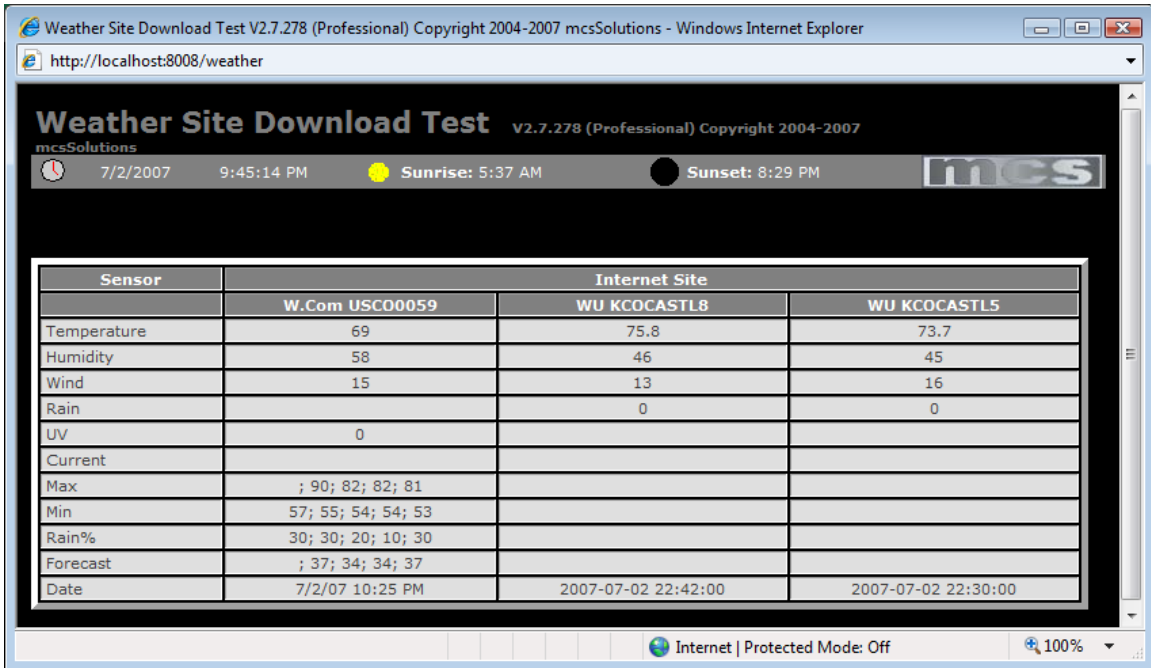 Weather Site Download Test V2.7.278 (Professional) Copyright 2004-2007 mcsSolutions - Windows Internet Explorer
http://localhost:8008/weather
Weather Site Download Test V2.7.278 (Professional) Copyright 2004-2007
mcsSolutions
7/2/2007 9:45:14 PM Sunrise: 5:37 AM Sunset: 8:29 PM mcs
Sensor Internet Site
W.Com USCO0059 WU KCOCASTL8 WU KCOCASTL5
Temperature 69 75.8 73.7
Humidity 58 46 45
Wind 15 13 16
Rain 0 0
UV 0
Current
Max ; 90; 82; 82; 81
Min 57; 55; 54; 54; 53
Rain% 30; 30; 20; 10; 30
Forecast ; 37; 34; 34; 37
Date 7/2/07 10:25 PM 2007-07-02 22:42:00 2007-07-02 22:30:00
Internet | Protected Mode: Off 100%